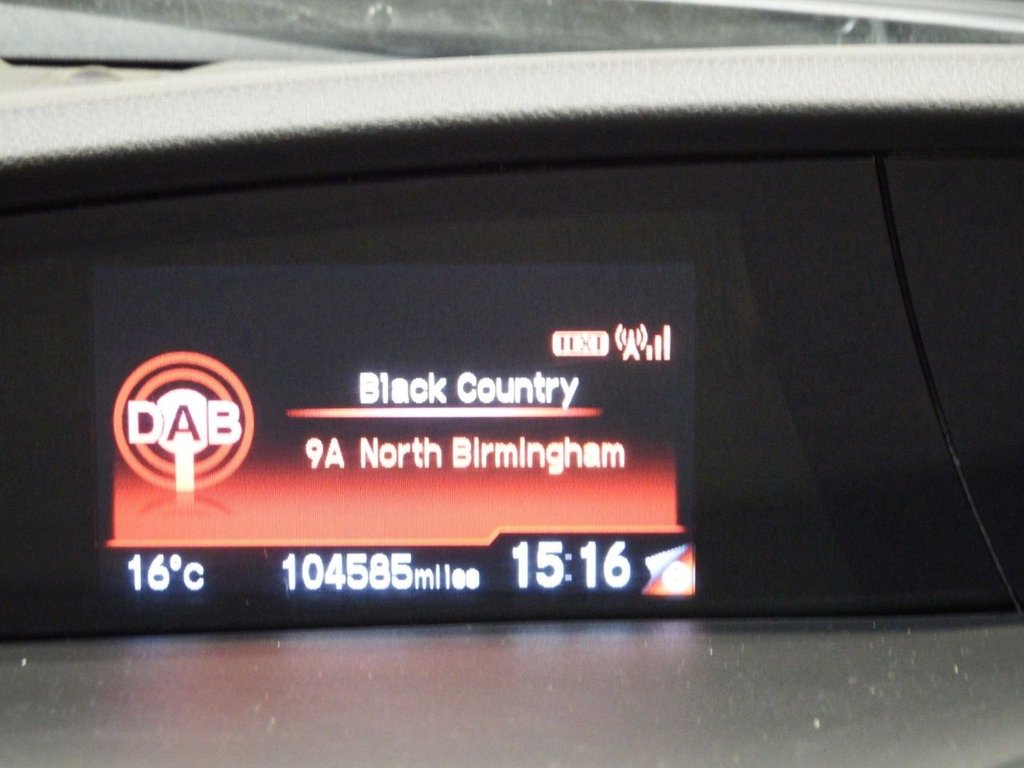 Black Country
DAB
9A North Birmingham
16°c 104585miles 15:16